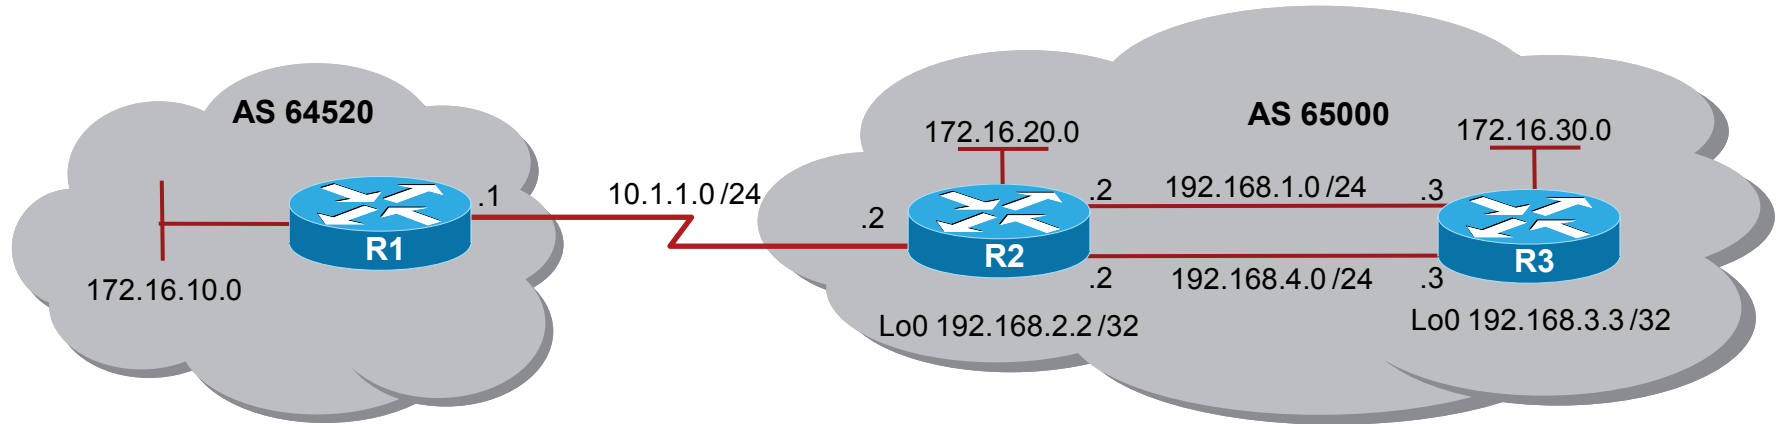 AS 64520
172.16.10.0
R1
.1
10.1.1.0 /24
.2
AS 65000
172.16.20.0
172.16.30.0
R2
.2
192.168.1.0 /24
.3
.2
192.168.4.0 /24
.3
R3
Lo0 192.168.2.2 /32
Lo0 192.168.3.3 /32